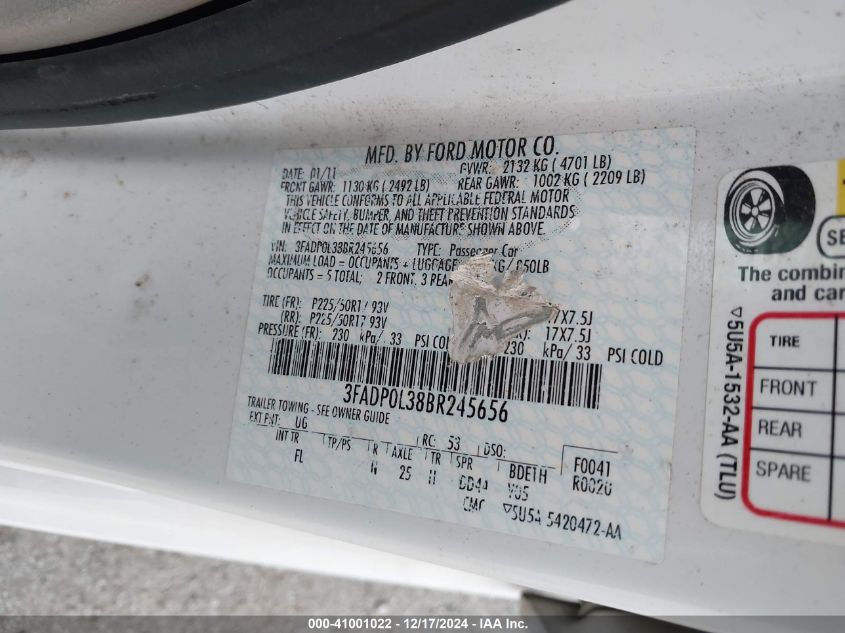 MFD. BY FORD MOTOR CO.
DATE: 01/11 GVWR: 2132 KG ( 4701 LB)
FRONT GAWR: 1130 KG ( 2492 LB) REAR GAWR: 1002 KG ( 2209 LB)
THIS VEHICLE CONFORMS TO ALL APPLICABLE FEDERAL MOTOR
VEHICLE SAFETY, BUMPER, AND THEFT PREVENTION STANDARDS
IN EFFECT ON THE DATE OF MANUFACTURE SHOWN ABOVE.
VIN: 3FADP0L38BR245656 TYPE: Passenger Car
MAXIMUM LOAD = OCCUPANTS + LUGGAGE KG/ 850LB
OCCUPANTS = 5 TOTAL; 2 FRONT, 3 REAR
TIRE (FR): P225/50R17 93V 17X7.5J
(RR): P225/50R17 93V 17X7.5J
PRESSURE (FR): 230 kPa/ 33 PSI COLD 230 kPa/ 33 PSI COLD
3FADP0L38BR245656
TRAILER TOWING - SEE OWNER GUIDE
EXT PNT: UG RC: 53 DSO:
INT TR TP/PS R AXLE TR SPR BDETH F0041
FL N 25 H DD4A V05 R0020
▽5U5A 5420472-AA
SE
The combin
and car
TIRE
FRONT
REAR
SPARE
▽5U5A-1532-AA (TLU)
000-41001022 - 12/17/2024 - IAA Inc.